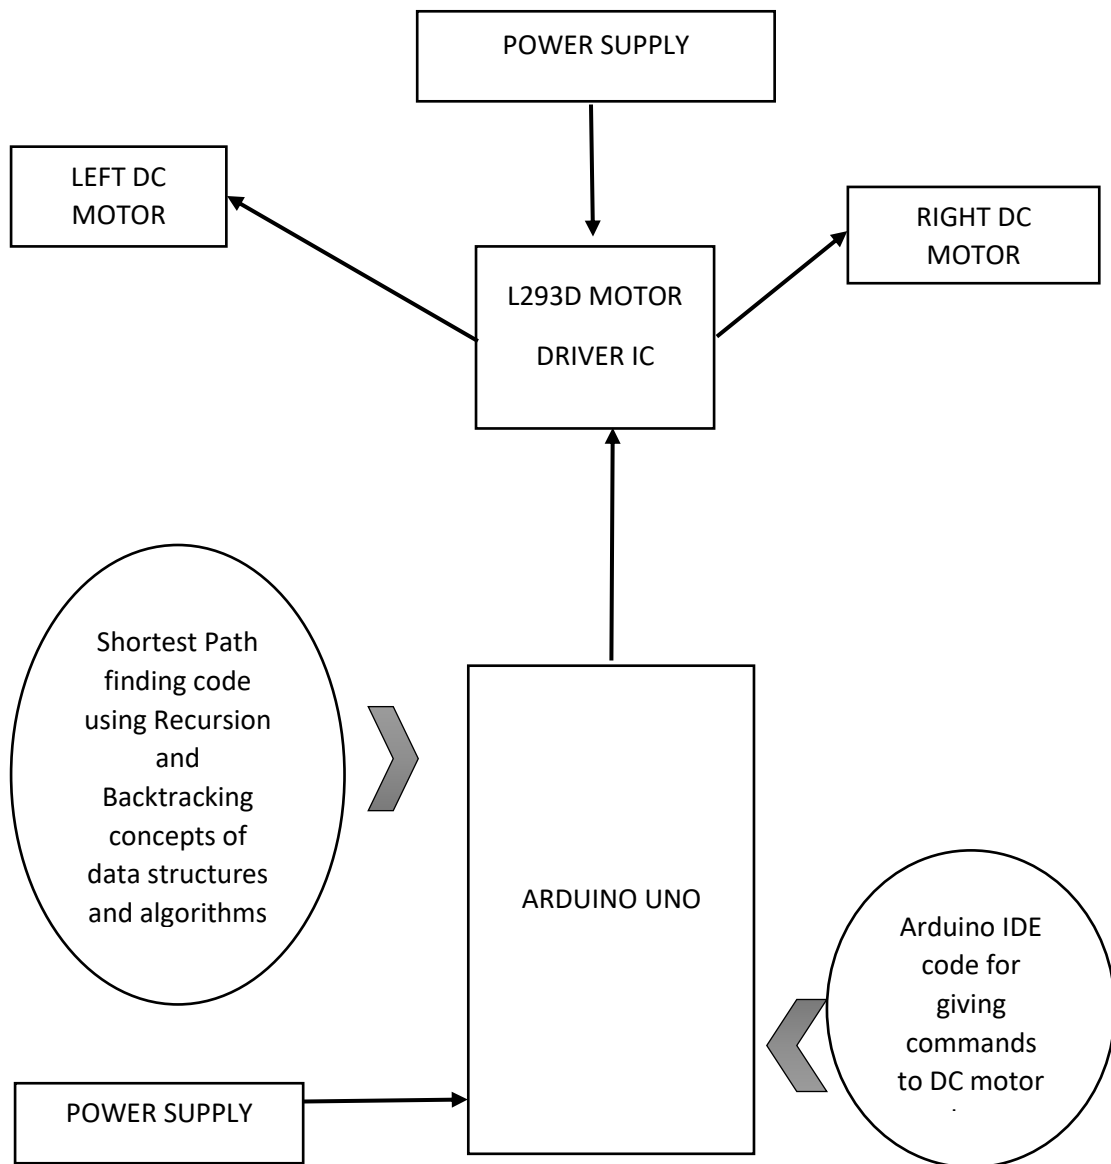 POWER SUPPLY
LEFT DC
MOTOR
RIGHT DC
MOTOR
L293D MOTOR
DRIVER IC
Shortest Path
finding code
using Recursion
and
Backtracking
concepts of
data structures
and algorithms
ARDUINO UNO
Arduino IDE
code for
giving
commands
to DC motor
POWER SUPPLY